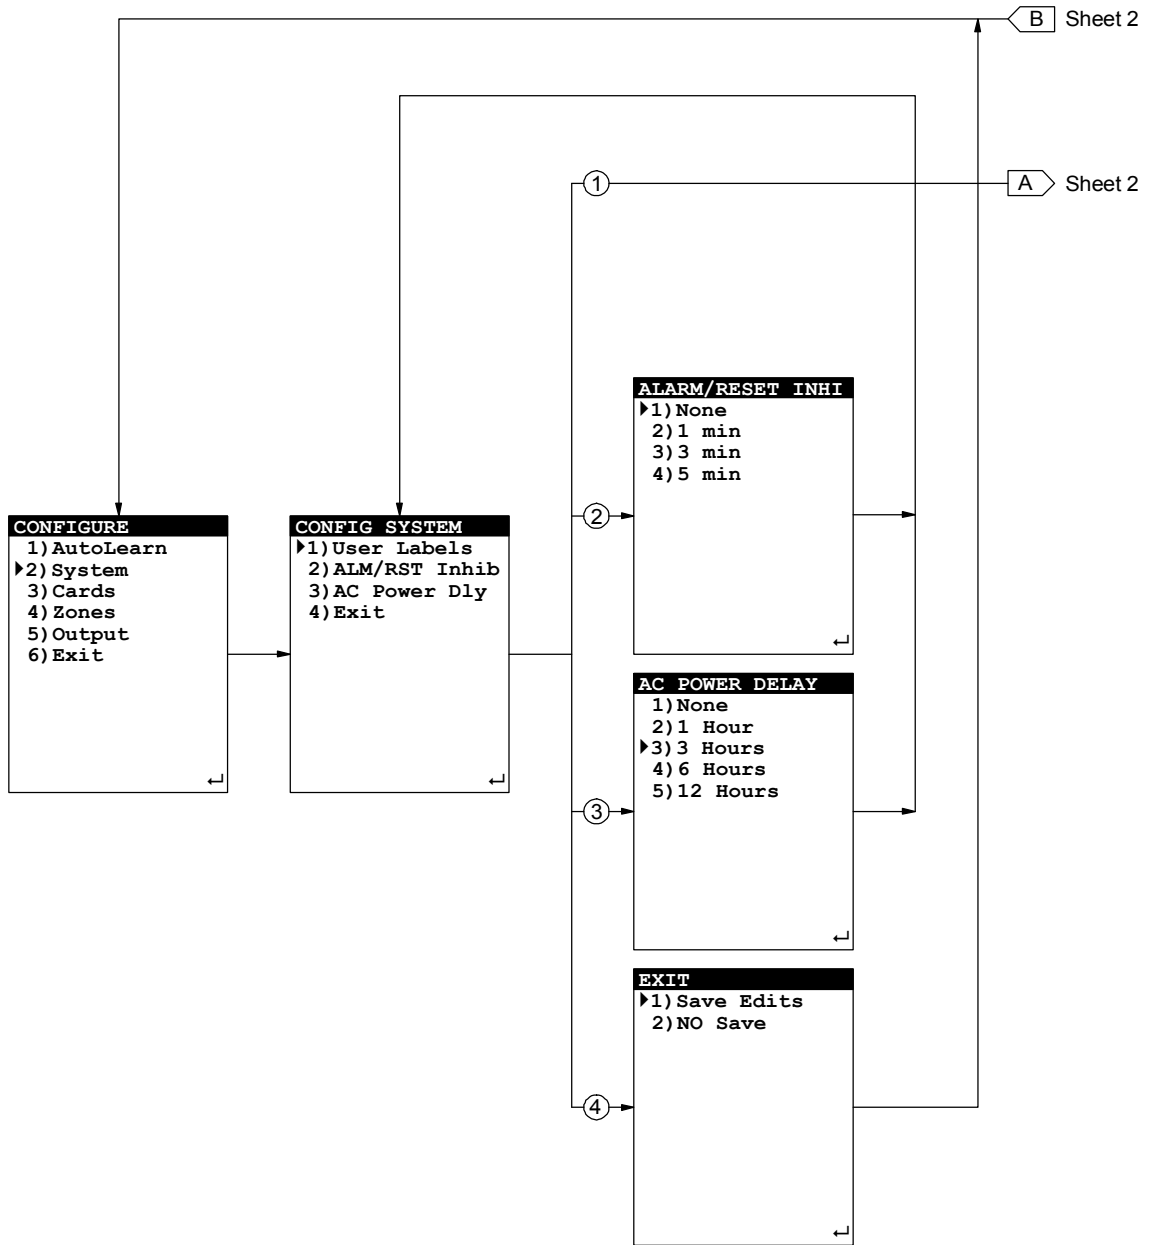 B Sheet 2
1
A Sheet 2
ALARM/RESET INHI
1)None
2)1 min
3)3 min
4)5 min
2
CONFIGURE
1)AutoLearn
2)System
3)Cards
4)Zones
5)Output
6)Exit
CONFIG SYSTEM
1)User Labels
2)ALM/RST Inhib
3)AC Power Dly
4)Exit
AC POWER DELAY
1)None
2)1 Hour
3)3 Hours
4)6 Hours
5)12 Hours
3
EXIT
1)Save Edits
2)NO Save
4